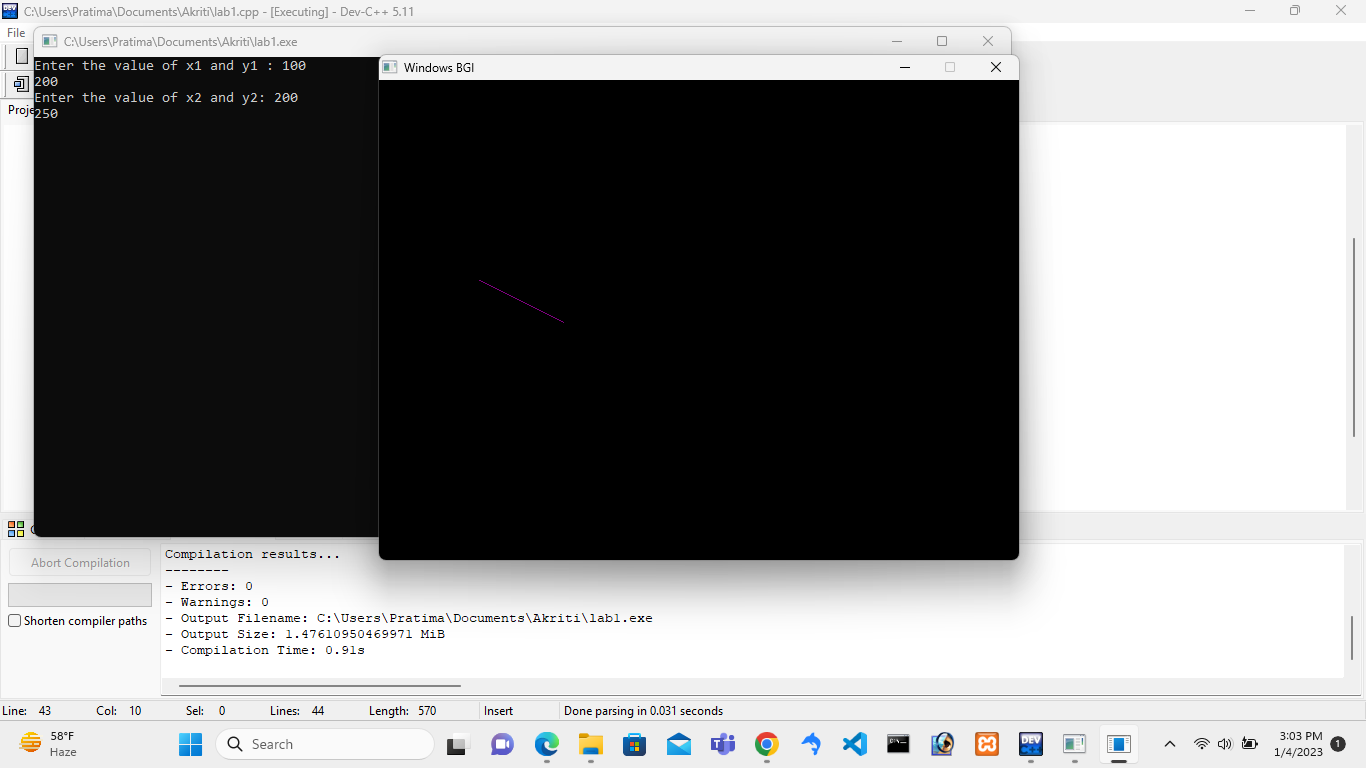 C:\Users\Pratima\Documents\Akriti\lab1.cpp - [Executing] - Dev-C++ 5.11
File
C:\Users\Pratima\Documents\Akriti\lab1.exe
Enter the value of x1 and y1 : 100
200
Enter the value of x2 and y2: 200
250
Windows BGI
Proje
Abort Compilation
Shorten compiler paths
Compilation results...
--------
- Errors: 0
- Warnings: 0
- Output Filename: C:\Users\Pratima\Documents\Akriti\lab1.exe
- Output Size: 1.47610950469971 MiB
- Compilation Time: 0.91s
Line: 43 Col: 10 Sel: 0 Lines: 44 Length: 570 Insert Done parsing in 0.031 seconds
58°F
Haze
Search
DEV
3:03 PM
1/4/2023
1